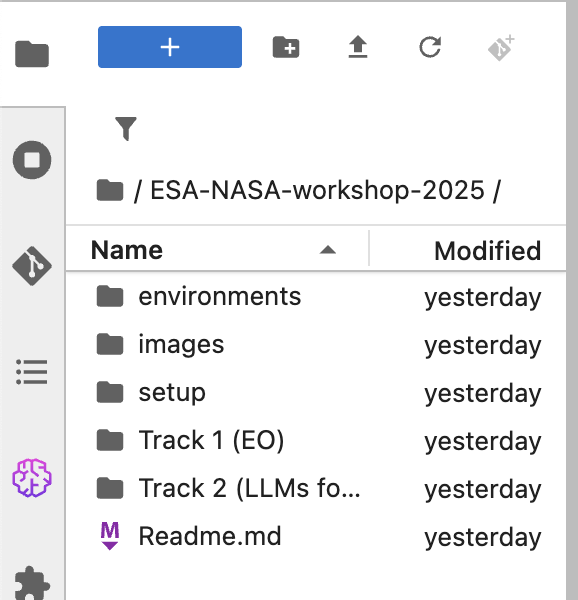 / ESA-NASA-workshop-2025 /
Name Modified
environments yesterday
images yesterday
setup yesterday
Track 1 (EO) yesterday
Track 2 (LLMs fo... yesterday
M Readme.md yesterday